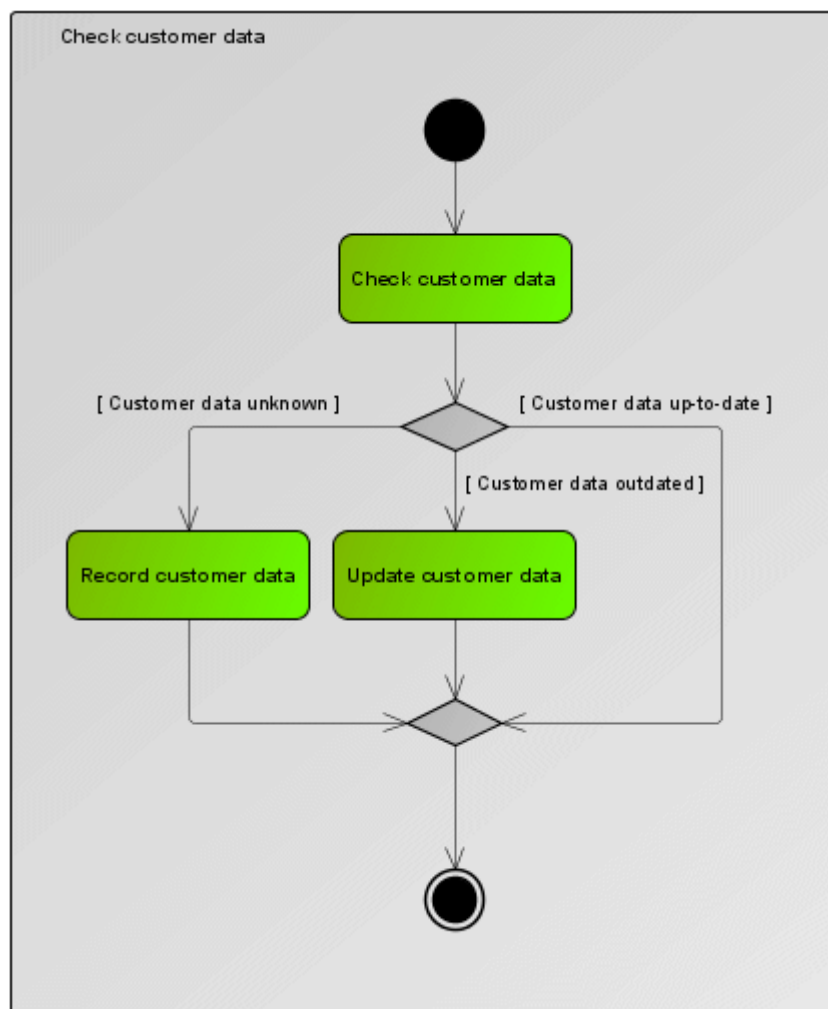 Check customer data
Check customer data
[ Customer data unknown ]
[ Customer data up-to-date ]
[ Customer data outdated ]
Record customer data
Update customer data